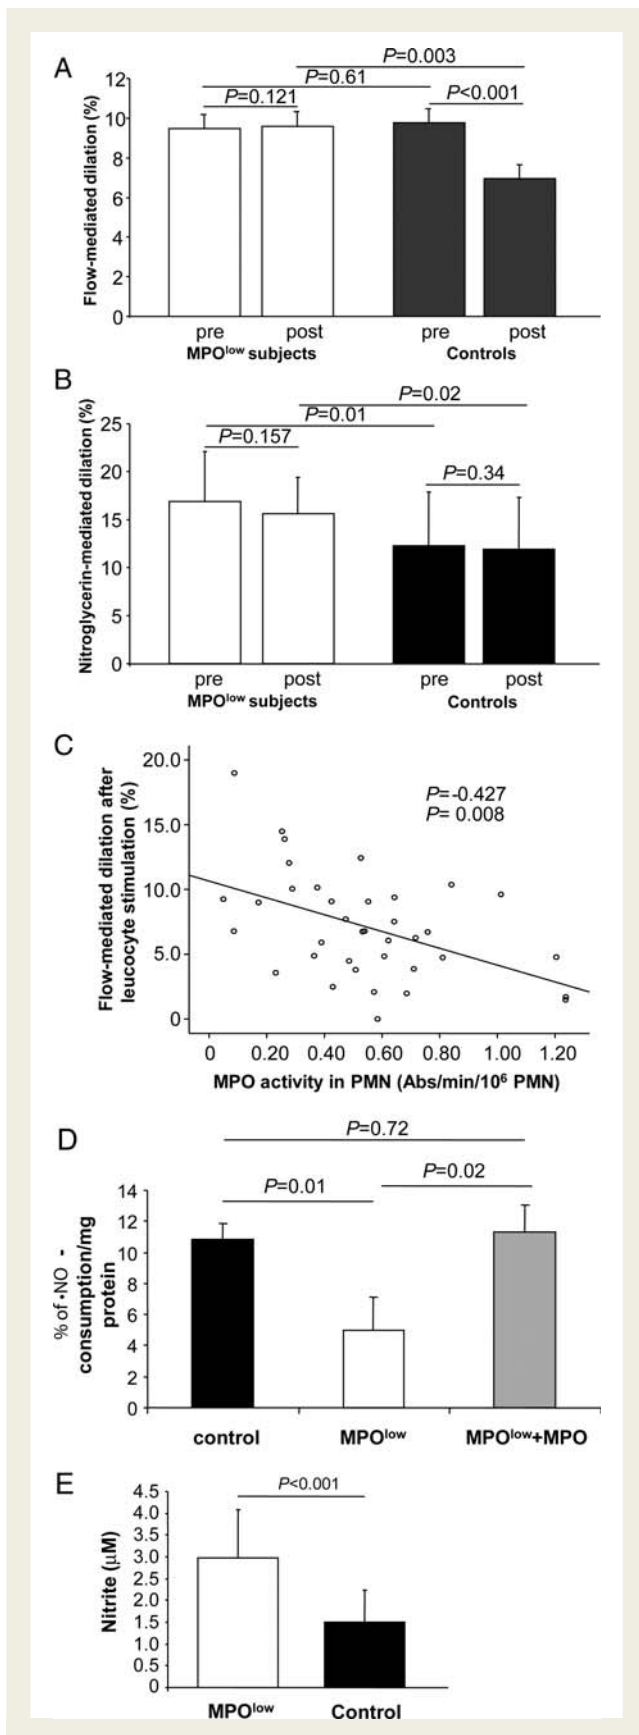 A
P=0.003
P=0.61
P=0.121
P<0.001
Flow-mediated dilation (%)
12
10
8
6
4
2
0
pre post pre post
MPOlow subjects Controls
B
P=0.02
P=0.01
P=0.157
P=0.34
Nitroglycerin-mediated dilation (%)
25
20
15
10
5
0
pre post pre post
MPOlow subjects Controls
C
Flow-mediated dilation after
leucocyte stimulation (%)
20.0
15.0
10.0
5.0
0
P=-0.427
P= 0.008
0 0.20 0.40 0.60 0.80 1.00 1.20
MPO activity in PMN (Abs/min/10⁶ PMN)
D
P=0.72
P=0.01
P=0.02
% of •NO -
consumption/mg
protein
14
12
10
8
6
4
2
0
control MPOlow MPOlow+MPO
E
P<0.001
Nitrite (µM)
4.5
4.0
3.5
3.0
2.5
2.0
1.5
1.0
0.5
0
MPOlow Control